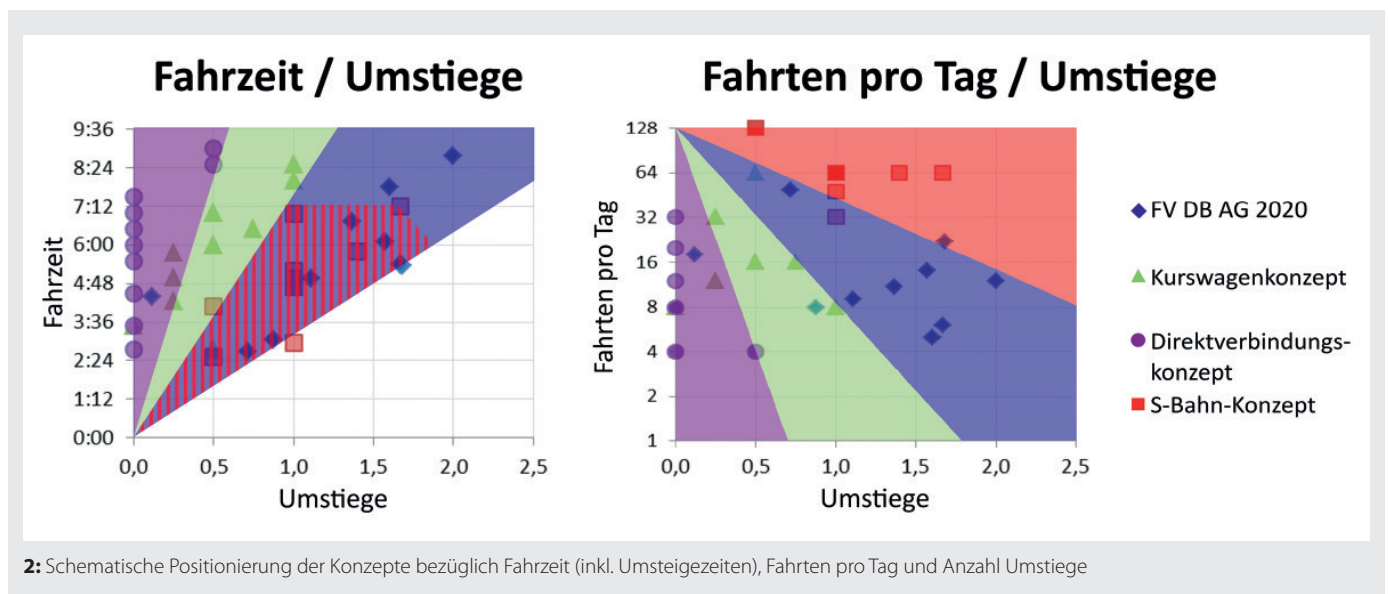 Fahrzeit / Umstiege
9:36
8:24
7:12
6:00
4:48
3:36
2:24
1:12
0:00
Fahrzeit
0,0 0,5 1,0 1,5 2,0 2,5
Umstiege
Fahrten pro Tag / Umstiege
128
64
32
16
8
4
2
1
Fahrten pro Tag
0,0 0,5 1,0 1,5 2,0 2,5
Umstiege
FV DB AG 2020
Kurswagenkonzept
Direktverbindungs-
konzept
S-Bahn-Konzept
2: Schematische Positionierung der Konzepte bezüglich Fahrzeit (inkl. Umsteigezeiten), Fahrten pro Tag und Anzahl Umstiege